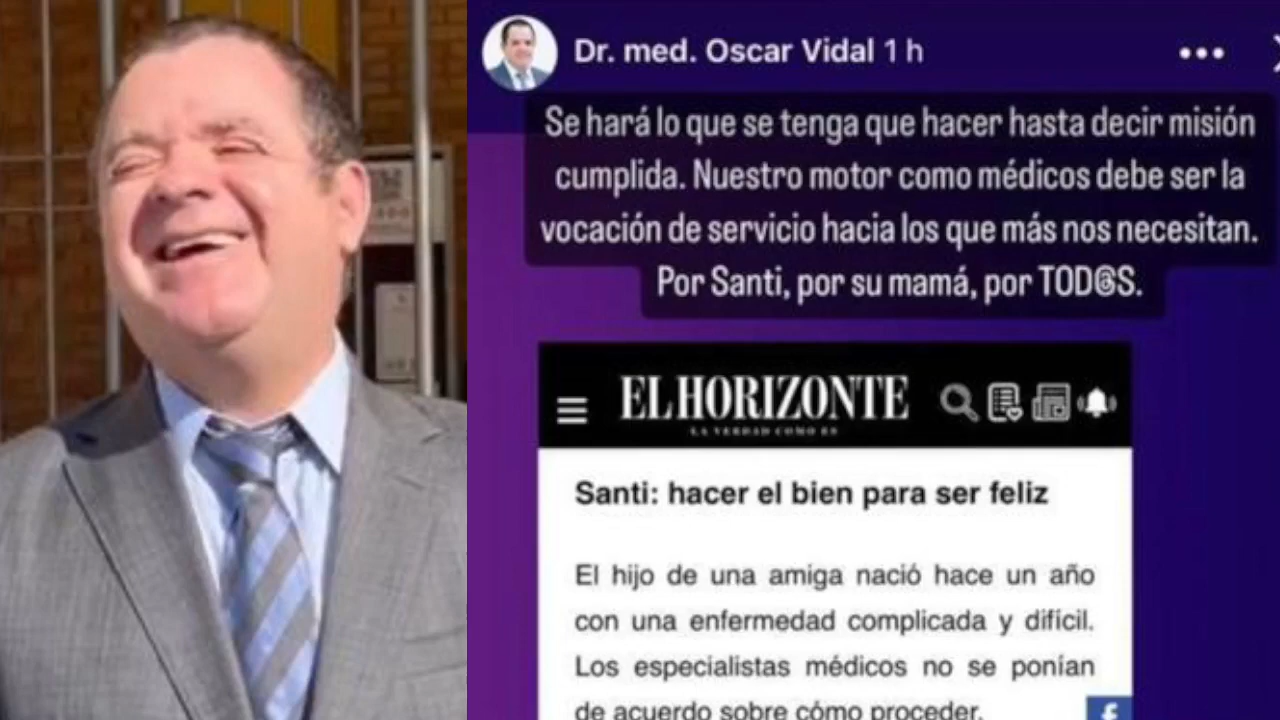 Dr. med. Oscar Vidal 1 h
Se hará lo que se tenga que hacer hasta decir misión
cumplida. Nuestro motor como médicos debe ser la
vocación de servicio hacia los que más nos necesitan.
Por Santi, por su mamá, por TOD@S.
EL HORIZONTE
LA VERDAD COMO ES
Santi: hacer el bien para ser feliz
El hijo de una amiga nació hace un año
con una enfermedad complicada y difícil.
Los especialistas médicos no se ponían
de acuerdo sobre cómo proceder.